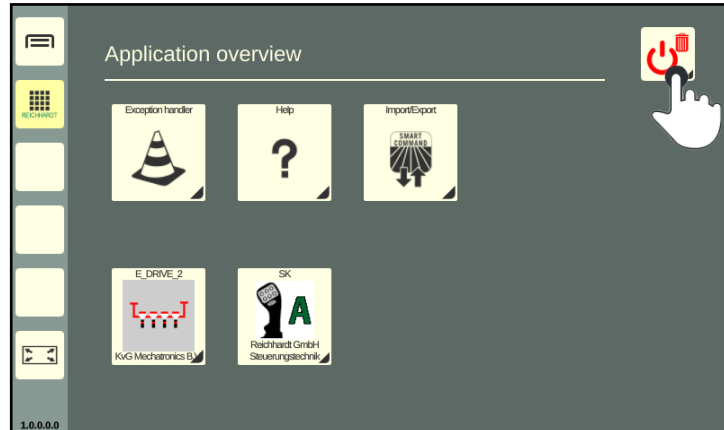 Application overview
REICHHARDT
Exception handler
Help
Import/Export
SMART
COMMAND
E_DRIVE_2
KvG Mechatronics B.V
SK
A
Reichhardt GmbH
Steuerungstechnik
1.0.0.0.0